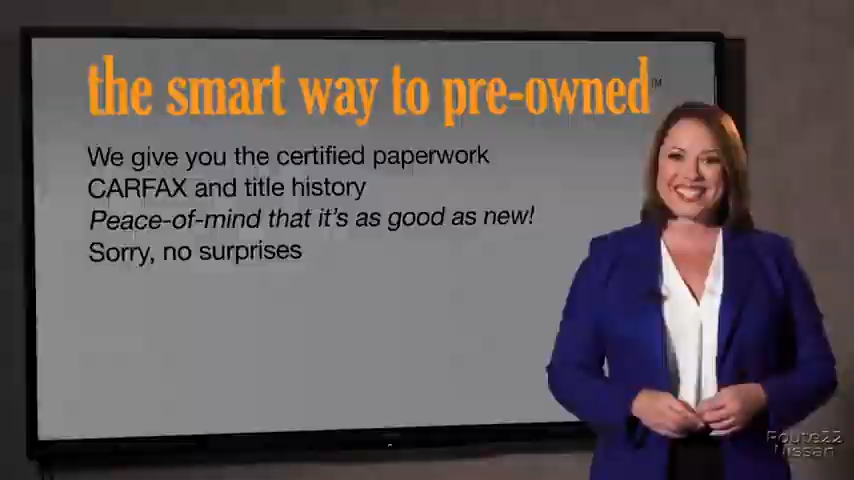 the smart way to pre-owned™
We give you the certified paperwork
CARFAX and title history
Peace-of-mind that it's as good as new!
Sorry, no surprises
Route22
Nissan